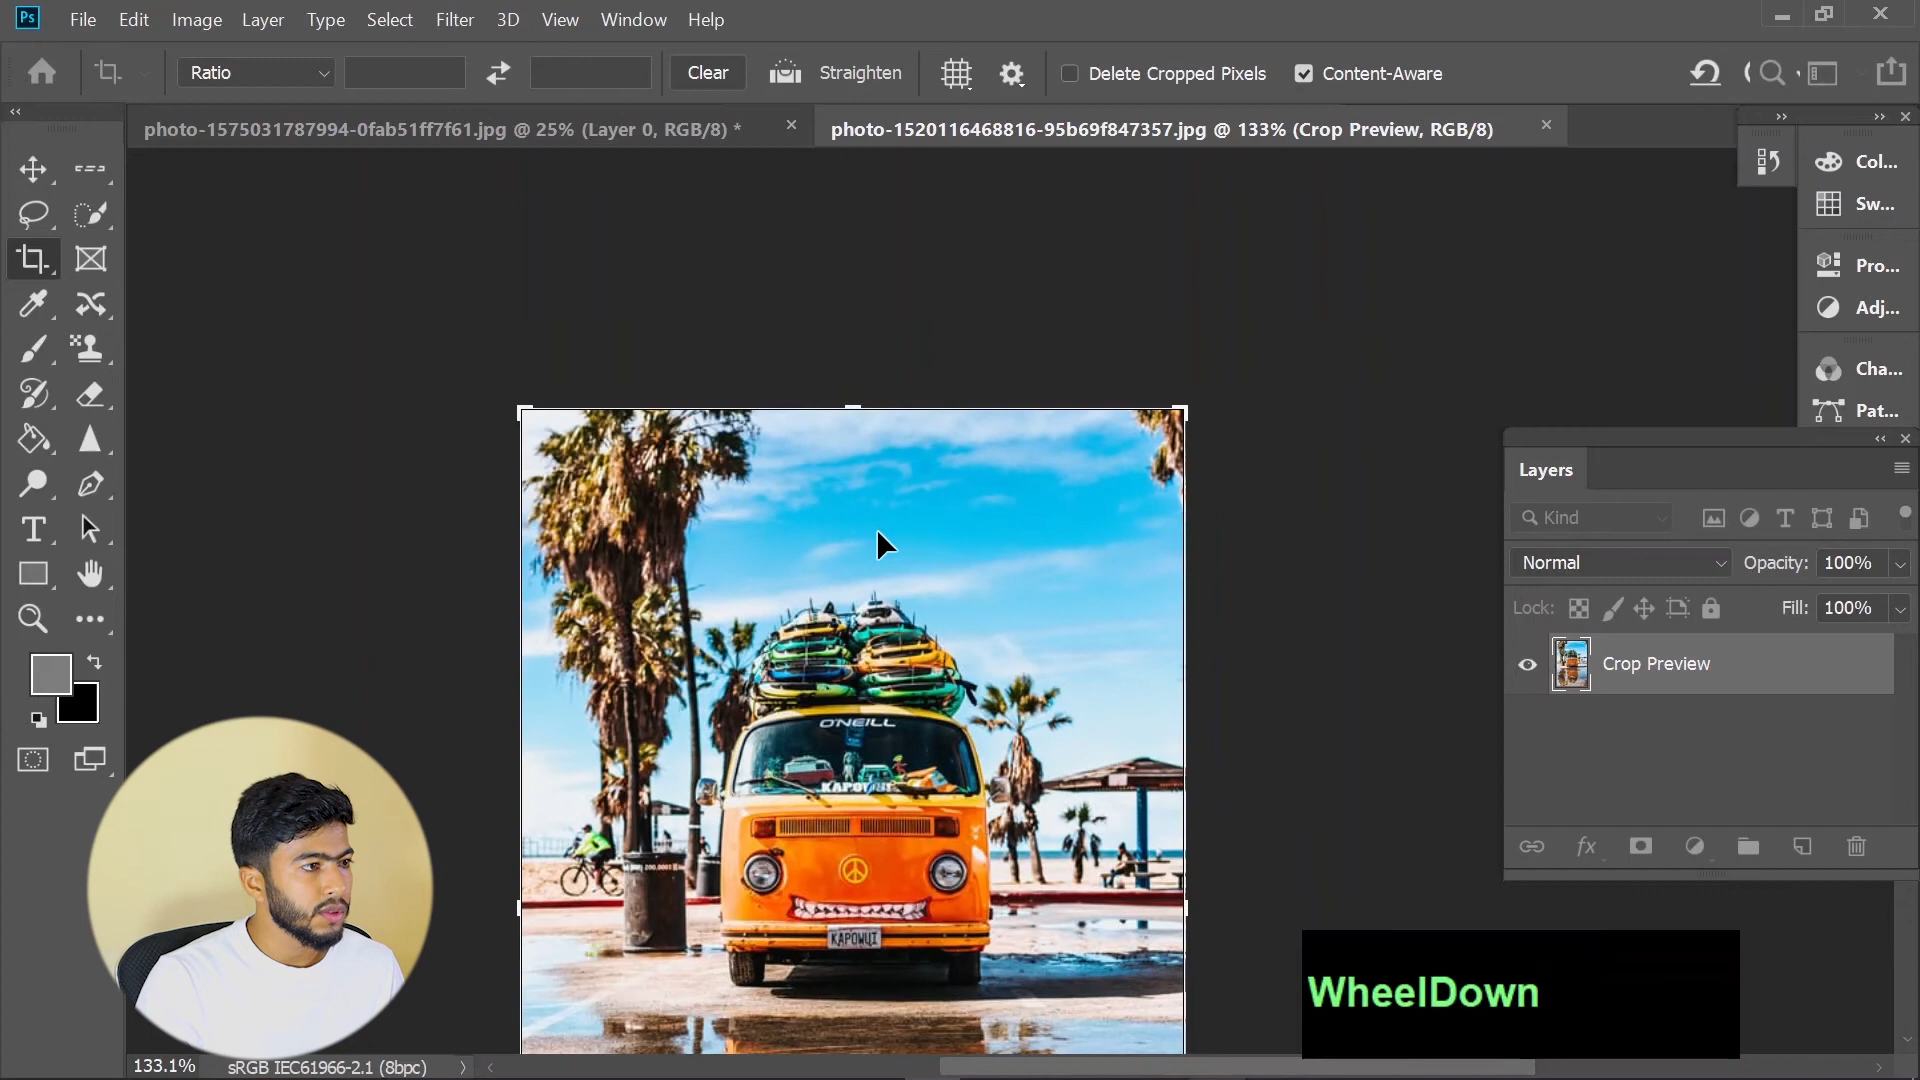 Ps File Edit Image Layer Type Select Filter 3D View Window Help
Ratio Clear Straighten Delete Cropped Pixels Content-Aware
photo-1575031787994-0fab51ff7f61.jpg @ 25% (Layer 0, RGB/8) *
photo-1520116468816-95b69f847357.jpg @ 133% (Crop Preview, RGB/8)
Col...
Sw...
Pro...
Adj...
Cha...
Pat...
Layers
Kind
Normal Opacity: 100%
Lock: Fill: 100%
Crop Preview
fx
O'NEILL
KAPOWUI
WheelDown
133.1% sRGB IEC61966-2.1 (8bpc)